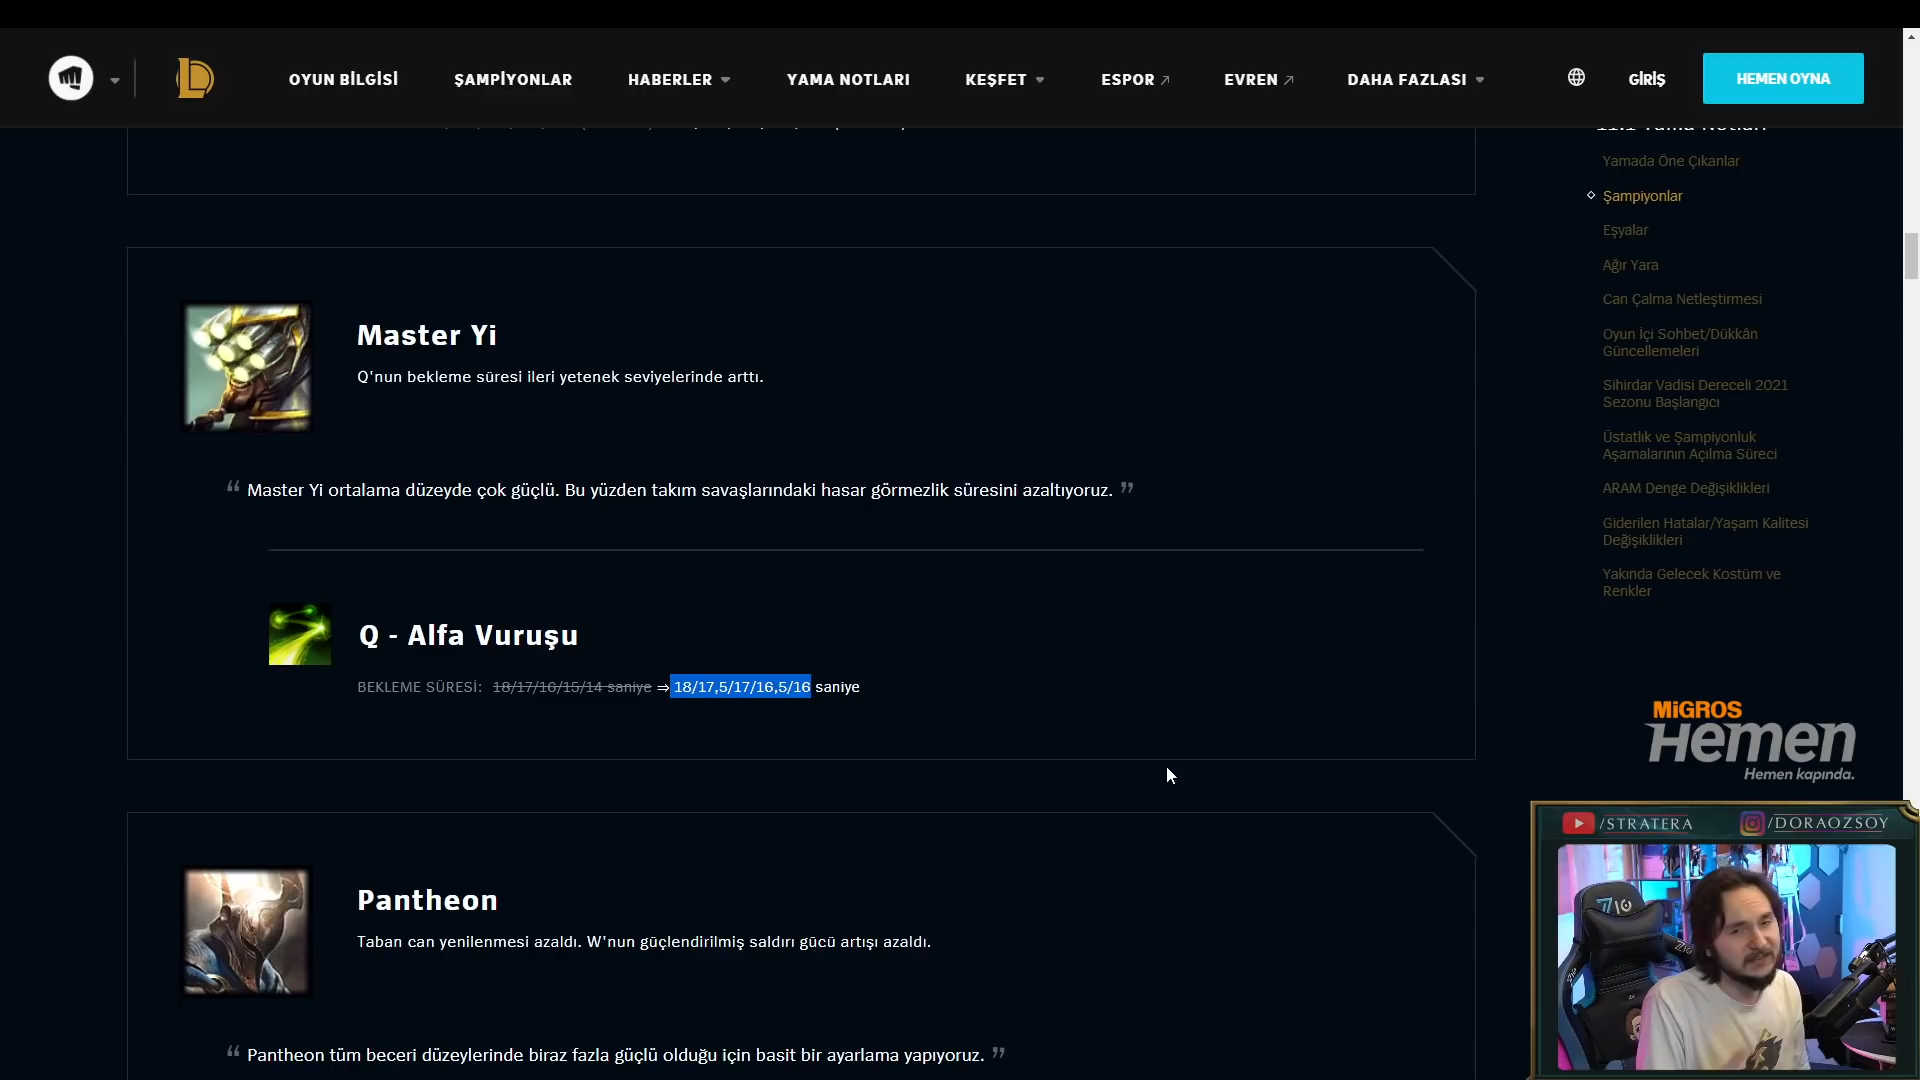 OYUN BİLGİSİ
ŞAMPİYONLAR
HABERLER
YAMA NOTLARI
KEŞFET
ESPOR
EVREN
DAHA FAZLASI
GİRİŞ
HEMEN OYNA
11.1 Yama Notları
Yamada Öne Çıkanlar
Şampiyonlar
Eşyalar
Ağır Yara
Can Çalma Netleştirmesi
Oyun İçi Sohbet/Dükkân
Güncellemeleri
Sihirdar Vadisi Dereceli 2021
Sezonu Başlangıcı
Üstatlık ve Şampiyonluk
Aşamalarının Açılma Süreci
ARAM Denge Değişiklikleri
Giderilen Hatalar/Yaşam Kalitesi
Değişiklikleri
Yakında Gelecek Kostüm ve
Renkler
Master Yi
Q'nun bekleme süresi ileri yetenek seviyelerinde arttı.
“ Master Yi ortalama düzeyde çok güçlü. Bu yüzden takım savaşlarındaki hasar görmezlik süresini azaltıyoruz. ”
Q - Alfa Vuruşu
BEKLEME SÜRESİ: 18/17/16/15/14 saniye ⇒ 18/17,5/17/16,5/16 saniye
Pantheon
Taban can yenilenmesi azaldı. W'nun güçlendirilmiş saldırı gücü artışı azaldı.
“ Pantheon tüm beceri düzeylerinde biraz fazla güçlü olduğu için basit bir ayarlama yapıyoruz. ”
MiGROS
Hemen
Hemen kapında.
/STRATERA
/DORAOZSOY